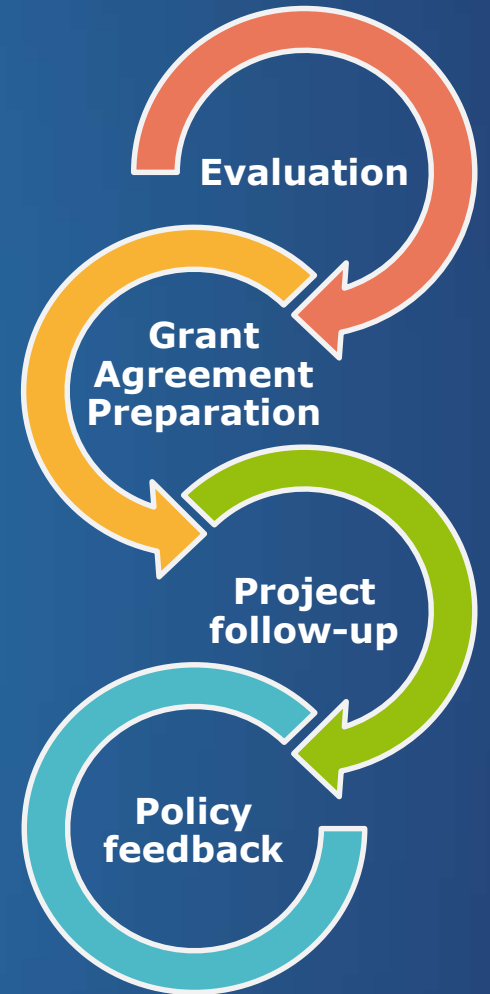 Evaluation
Grant
Agreement
Preparation
Project
follow-up
Policy
feedback